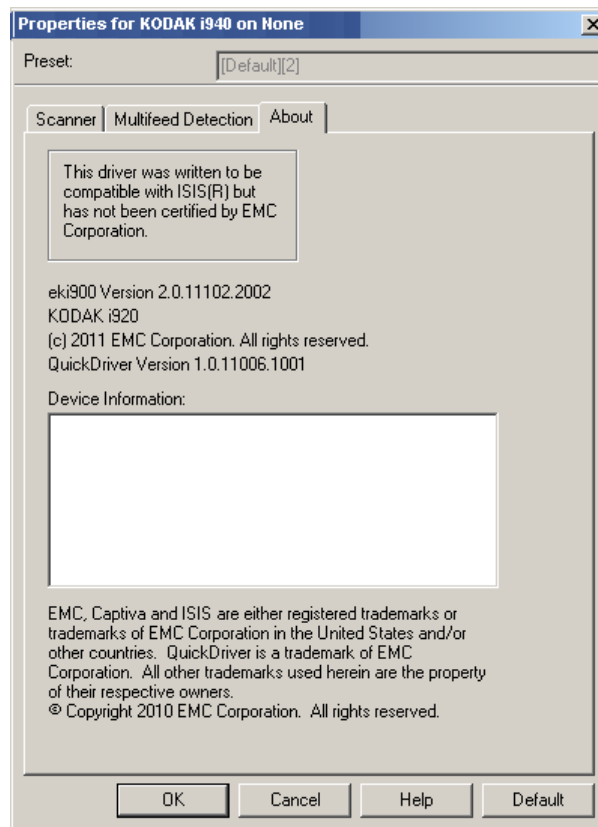 Properties for KODAK i940 on None
Preset:
[Default][2]
Scanner
Multifeed Detection
About
This driver was written to be
compatible with ISIS(R) but
has not been certified by EMC
Corporation.
eki900 Version 2.0.11102.2002
KODAK i920
(c) 2011 EMC Corporation. All rights reserved.
QuickDriver Version 1.0.11006.1001
Device Information:
EMC, Captiva and ISIS are either registered trademarks or
trademarks of EMC Corporation in the United States and/or
other countries.  QuickDriver is a trademark of EMC
Corporation.  All other trademarks used herein are the property
of their respective owners.
© Copyright 2010 EMC Corporation.  All rights reserved.
OK
Cancel
Help
Default